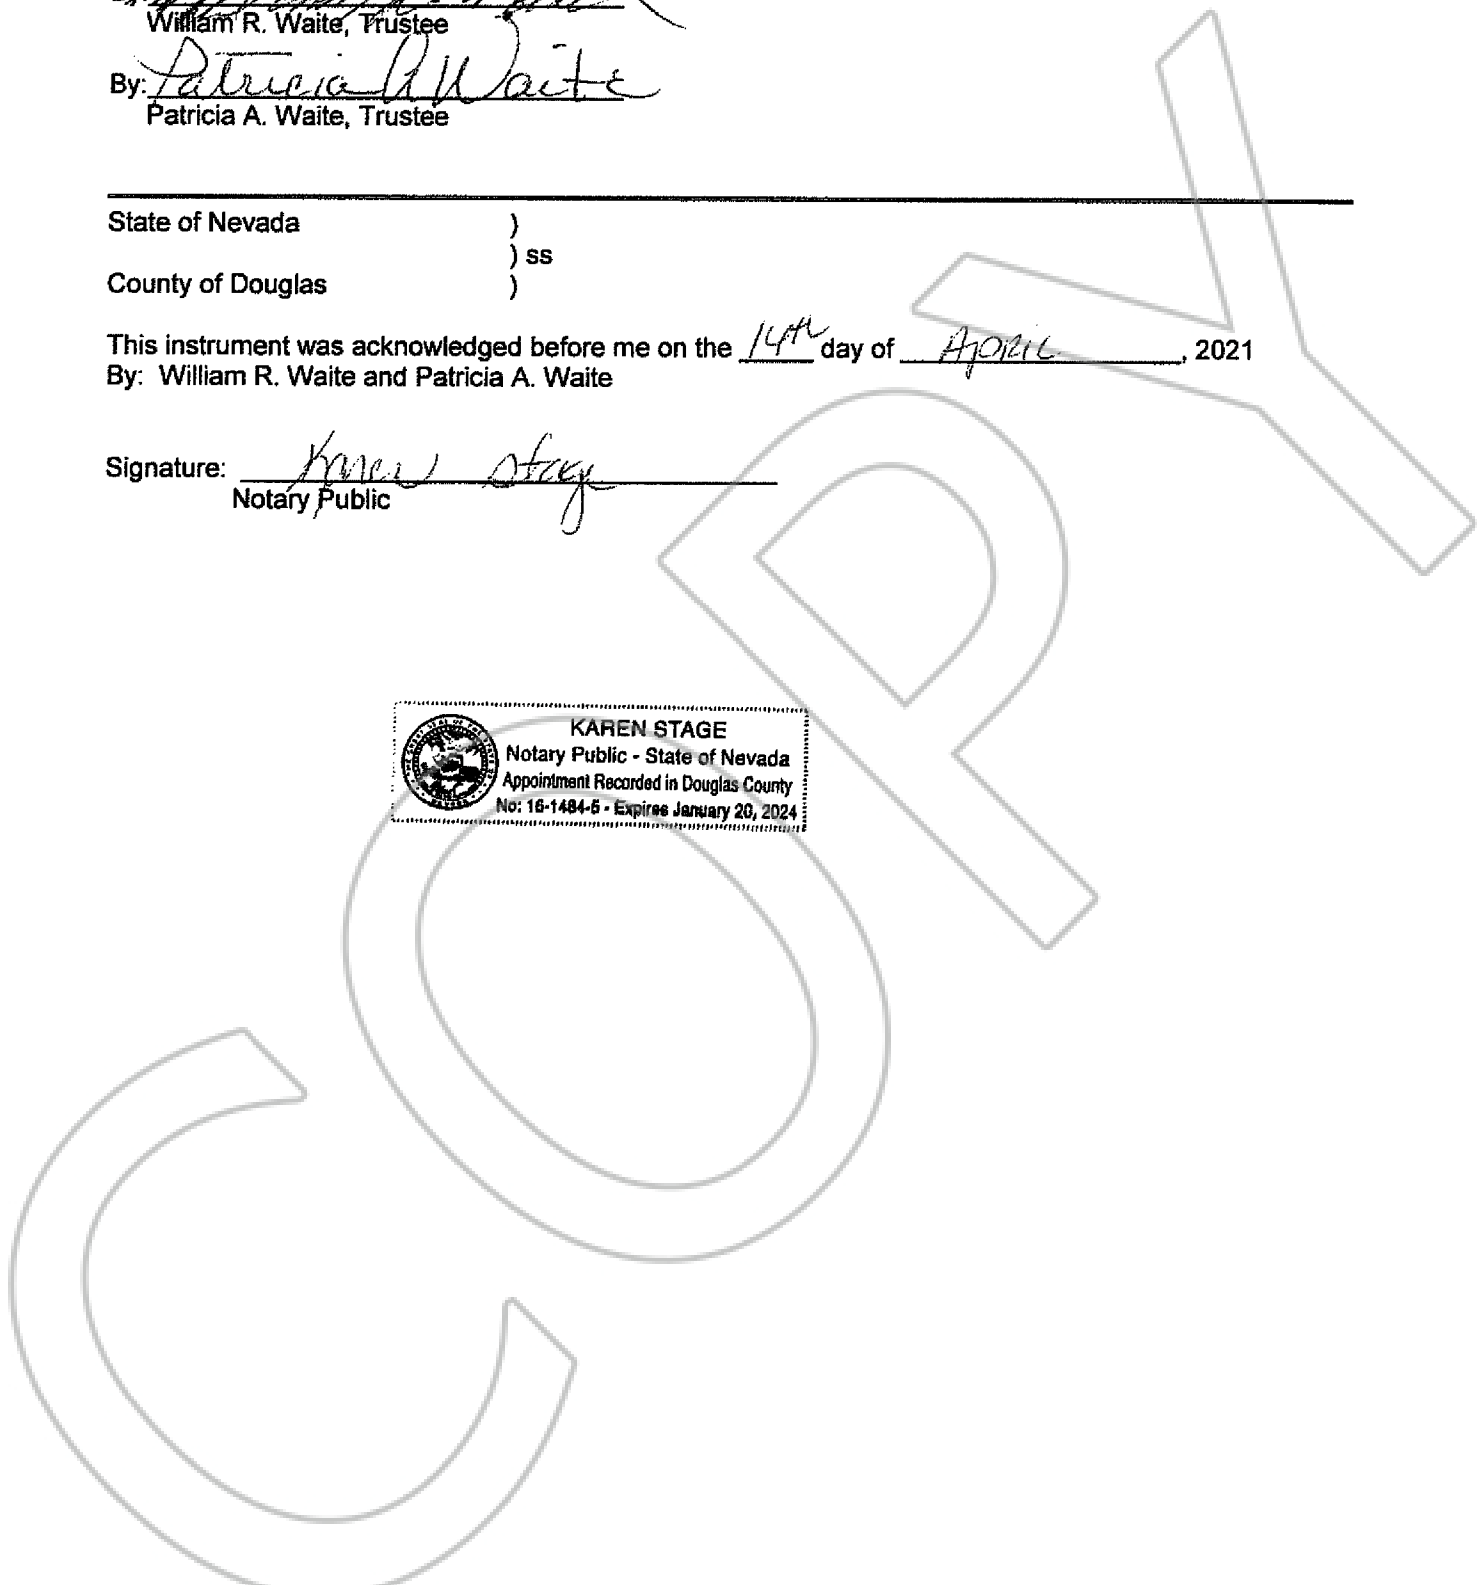 William R. Waite, Trustee
By: Patricia A Waite
Patricia A. Waite, Trustee
State of Nevada )
) ss
County of Douglas )
This instrument was acknowledged before me on the 14th day of April, 2021
By: William R. Waite and Patricia A. Waite
Signature: Karen Stage
Notary Public
KAREN STAGE
Notary Public - State of Nevada
Appointment Recorded in Douglas County
No: 16-1484-5 - Expires January 20, 2024
COPY